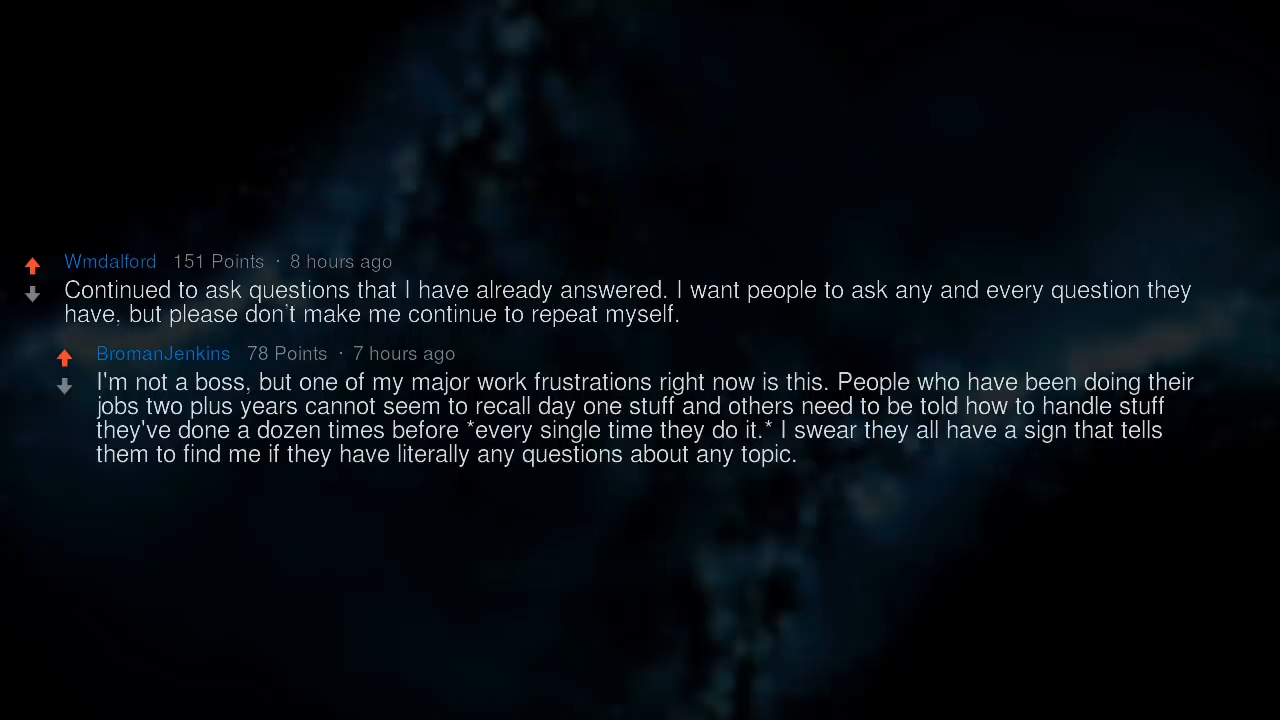 Wmdalford 151 Points · 8 hours ago
Continued to ask questions that I have already answered. I want people to ask any and every question they
have, but please don't make me continue to repeat myself.
BromanJenkins 78 Points · 7 hours ago
I'm not a boss, but one of my major work frustrations right now is this. People who have been doing their
jobs two plus years cannot seem to recall day one stuff and others need to be told how to handle stuff
they've done a dozen times before *every single time they do it.* I swear they all have a sign that tells
them to find me if they have literally any questions about any topic.